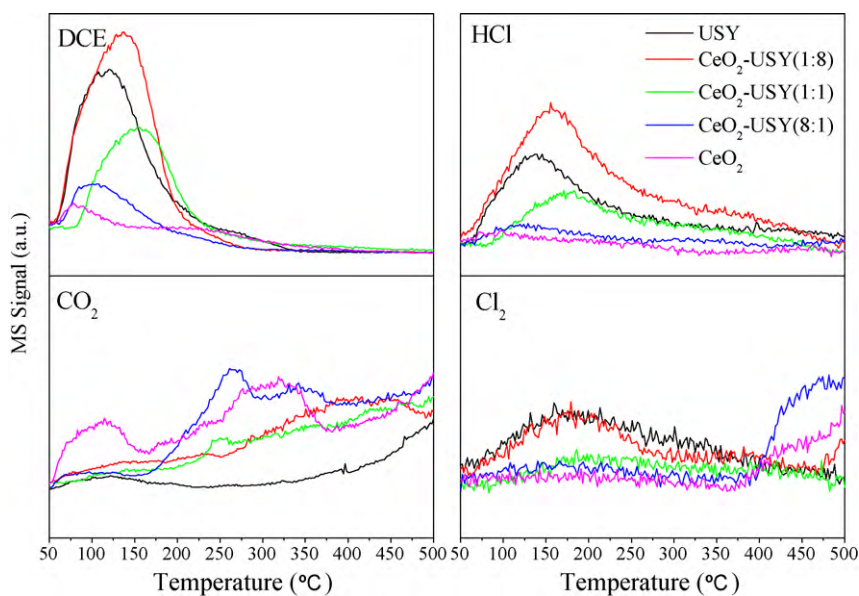 DCE
HCl
USY
CeO₂-USY(1:8)
CeO₂-USY(1:1)
CeO₂-USY(8:1)
CeO₂
MS Signal (a.u.)
CO₂
Cl₂
50 100 150 200 250 300 350 400 450 500
50 100 150 200 250 300 350 400 450 500
Temperature (ºC)
Temperature (ºC)